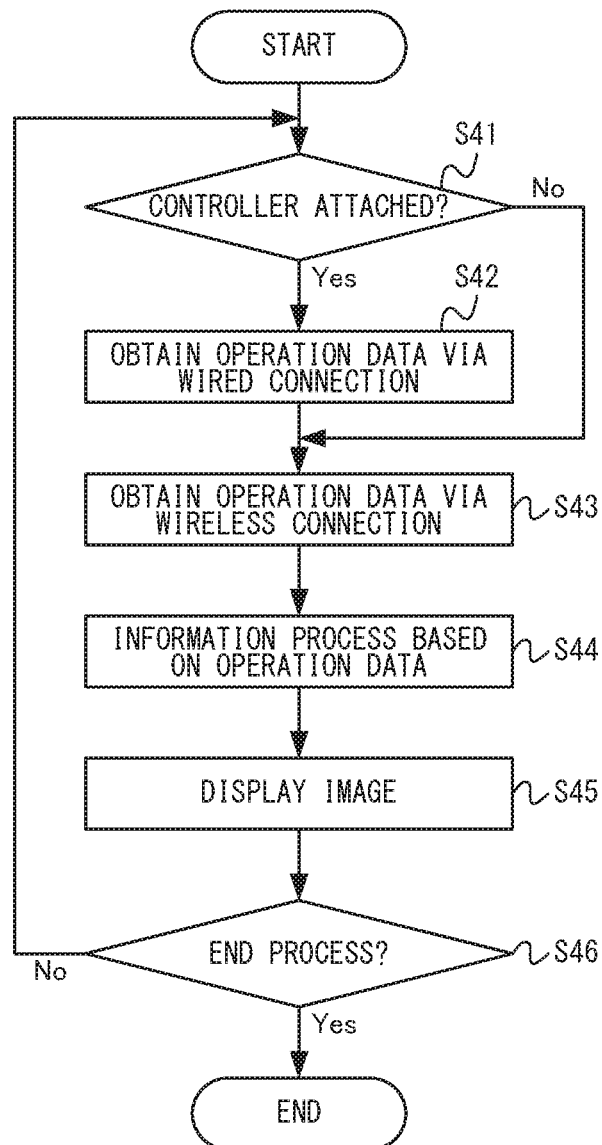 START
S41
CONTROLLER ATTACHED?
No
Yes
S42
OBTAIN OPERATION DATA VIA
WIRED CONNECTION
OBTAIN OPERATION DATA VIA
WIRELESS CONNECTION
S43
INFORMATION PROCESS BASED
ON OPERATION DATA
S44
DISPLAY IMAGE
S45
END PROCESS?
S46
No
Yes
END